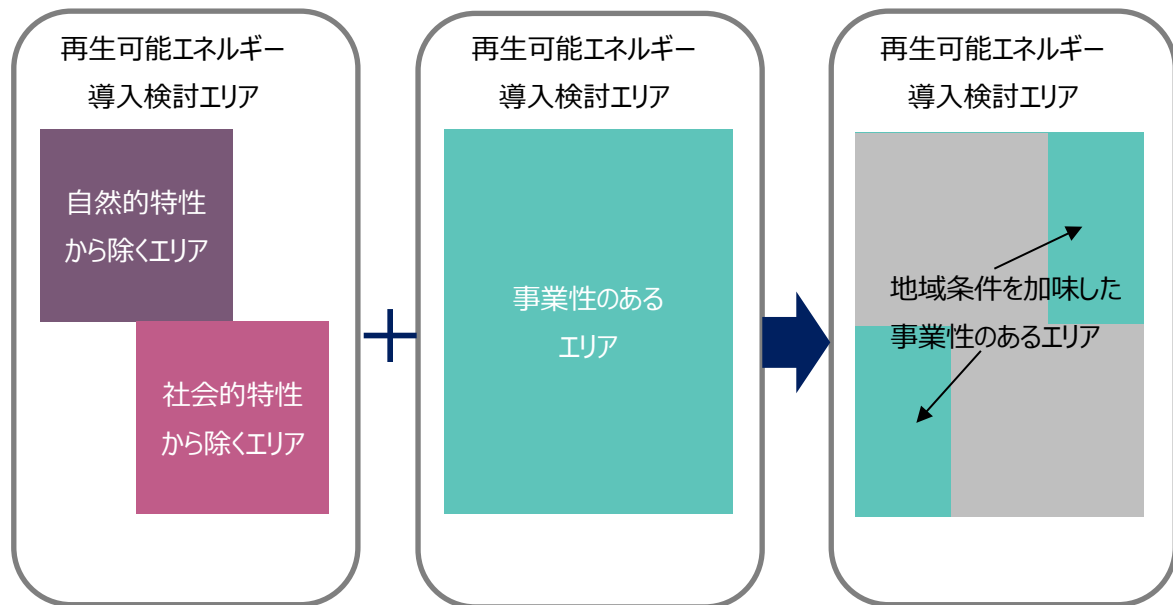 再生可能エネルギー
導入検討エリア
自然的特性
から除くエリア
社会的特性
から除くエリア
＋
再生可能エネルギー
導入検討エリア
事業性のある
エリア
再生可能エネルギー
導入検討エリア
地域条件を加味した
事業性のあるエリア